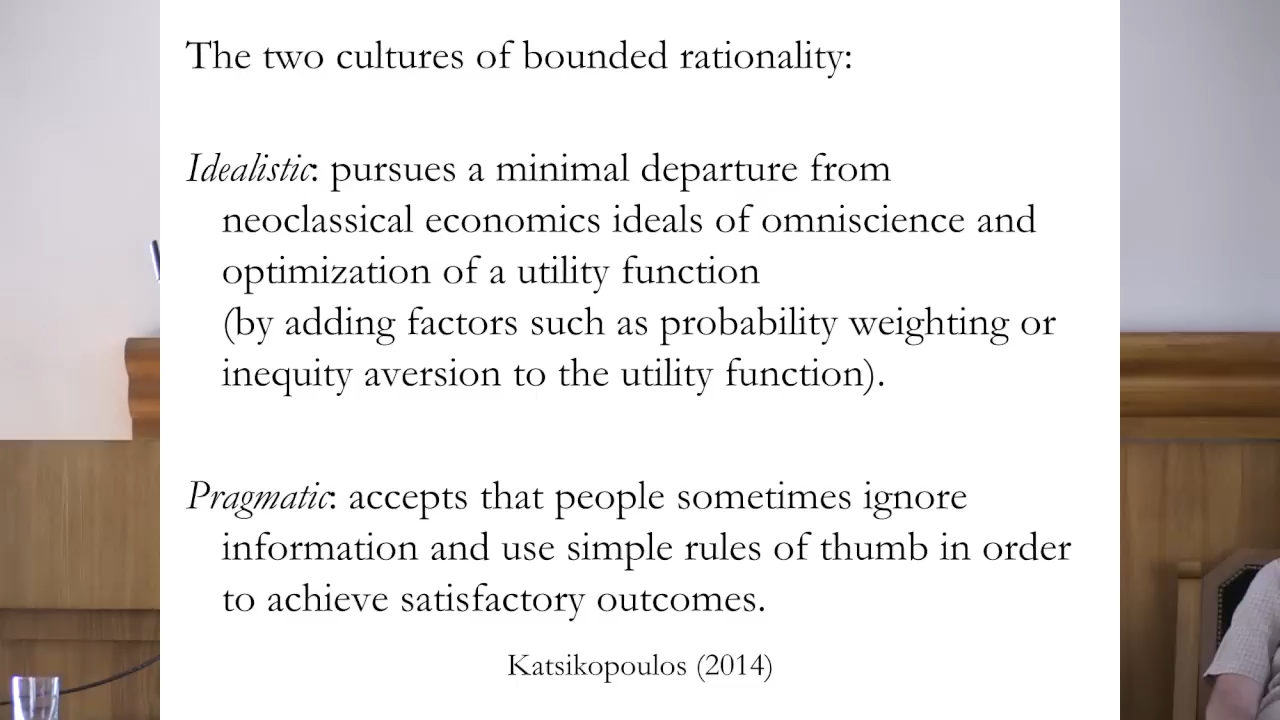 The two cultures of bounded rationality:
Idealistic: pursues a minimal departure from
neoclassical economics ideals of omniscience and
optimization of a utility function
(by adding factors such as probability weighting or
inequity aversion to the utility function).
Pragmatic: accepts that people sometimes ignore
information and use simple rules of thumb in order
to achieve satisfactory outcomes.
Katsikopoulos (2014)